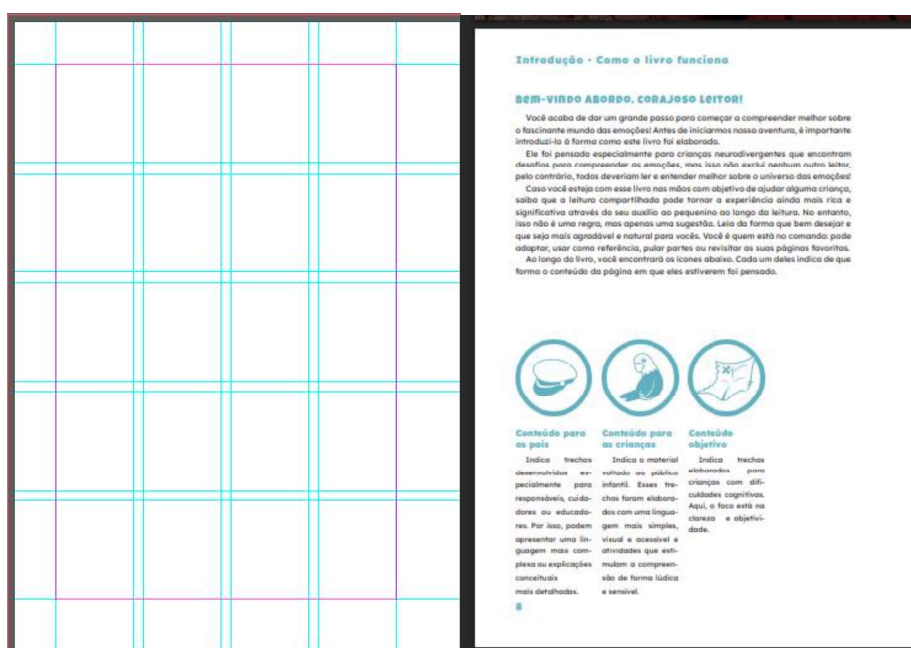 Introdução • Como o livro funciona
Bem-vindo abordo, corajoso leitor!
Você acaba de dar um grande passo para começar a compreender melhor sobre
o fascinante mundo das emoções! Antes de iniciarmos nossa aventura, é importante
introduzi-lo à forma como este livro foi elaborado.
Ele foi pensado especialmente para crianças neurodivergentes que encontram
desafios para compreender as emoções, mas isso não exclui nenhum outro leitor,
pelo contrário, todos deveriam ler e entender melhor sobre o universo das emoções!
Caso você esteja com esse livro nas mãos com objetivo de ajudar alguma criança,
saiba que a leitura compartilhada pode tornar a experiência ainda mais rica e
significativa através do seu auxílio ao pequenino ao longo da leitura. No entanto,
isso não é uma regra, mas apenas uma sugestão. Leia da forma que bem desejar e
que seja mais agradável e natural para vocês. Você é quem está no comando: pode
adaptar, usar como referência, pular partes ou revisitar as suas páginas favoritas.
Ao longo do livro, você encontrará os ícones abaixo. Cada um deles indica de que
forma o conteúdo da página em que eles estiverem foi pensado.
Conteúdo para
os pais
Indica trechos
desenvolvidos es-
pecialmente para
responsáveis, cuida-
dores ou educado-
res. Por isso, podem
apresentar uma lin-
guagem mais com-
plexa ou explicações
conceituais
mais detalhadas.
Conteúdo para
as crianças
Indica o material
voltado ao público
infantil. Esses tre-
chos foram elabora-
dos com uma lingua-
gem mais simples,
visual e acessível e
atividades que esti-
mulam a compreen-
são de forma lúdica
e sensível.
Conteúdo
objetivo
Indica trechos
elaborados para
crianças com difi-
culdades cognitivas.
Aqui, o foco está na
clareza e objetivi-
dade.
8